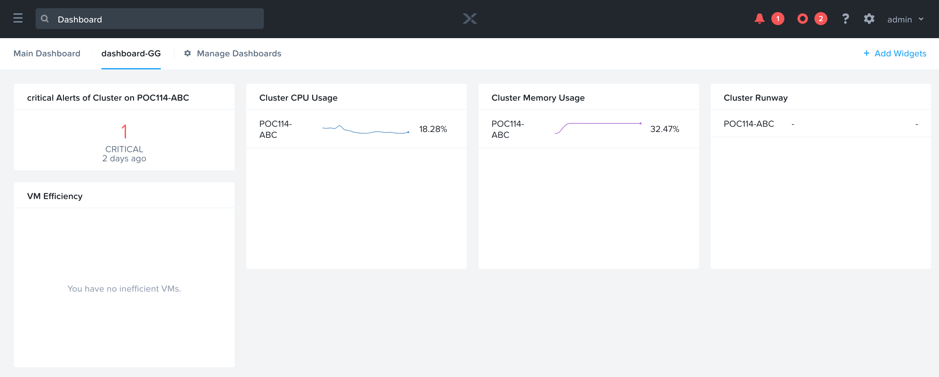 Dashboard
1
2
?
admin
Main Dashboard
dashboard-GG
Manage Dashboards
+ Add Widgets
critical Alerts of Cluster on POC114-ABC
1
CRITICAL
2 days ago
Cluster CPU Usage
POC114-
ABC
18.28%
Cluster Memory Usage
POC114-
ABC
32.47%
Cluster Runway
POC114-ABC - -
VM Efficiency
You have no inefficient VMs.